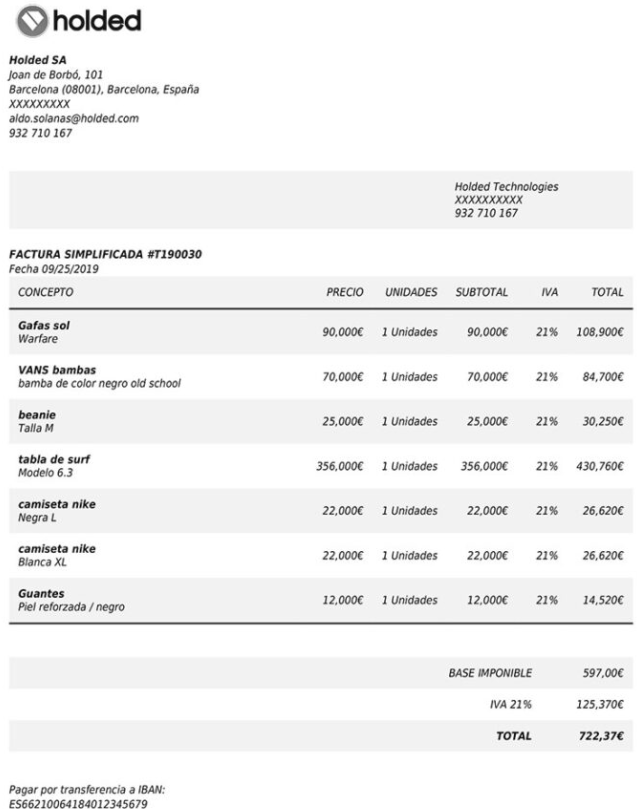 holded
Holded SA
Joan de Borbó, 101
Barcelona (08001), Barcelona, España
XXXXXXXXX
aldo.solanas@holded.com
932 710 167
Holded Technologies
XXXXXXXXXX
932 710 167
FACTURA SIMPLIFICADA #T190030
Fecha 09/25/2019
CONCEPTO PRECIO UNIDADES SUBTOTAL IVA TOTAL
Gafas sol
Warfare
90,000€ 1 Unidades 90,000€ 21% 108,900€
VANS bambas
bamba de color negro old school
70,000€ 1 Unidades 70,000€ 21% 84,700€
beanie
Talla M
25,000€ 1 Unidades 25,000€ 21% 30,250€
tabla de surf
Modelo 6.3
356,000€ 1 Unidades 356,000€ 21% 430,760€
camiseta nike
Negra L
22,000€ 1 Unidades 22,000€ 21% 26,620€
camiseta nike
Blanca XL
22,000€ 1 Unidades 22,000€ 21% 26,620€
Guantes
Piel reforzada / negro
12,000€ 1 Unidades 12,000€ 21% 14,520€
BASE IMPONIBLE 597,00€
IVA 21% 125,370€
TOTAL 722,37€
Pagar por transferencia a IBAN:
ES66210064184012345679